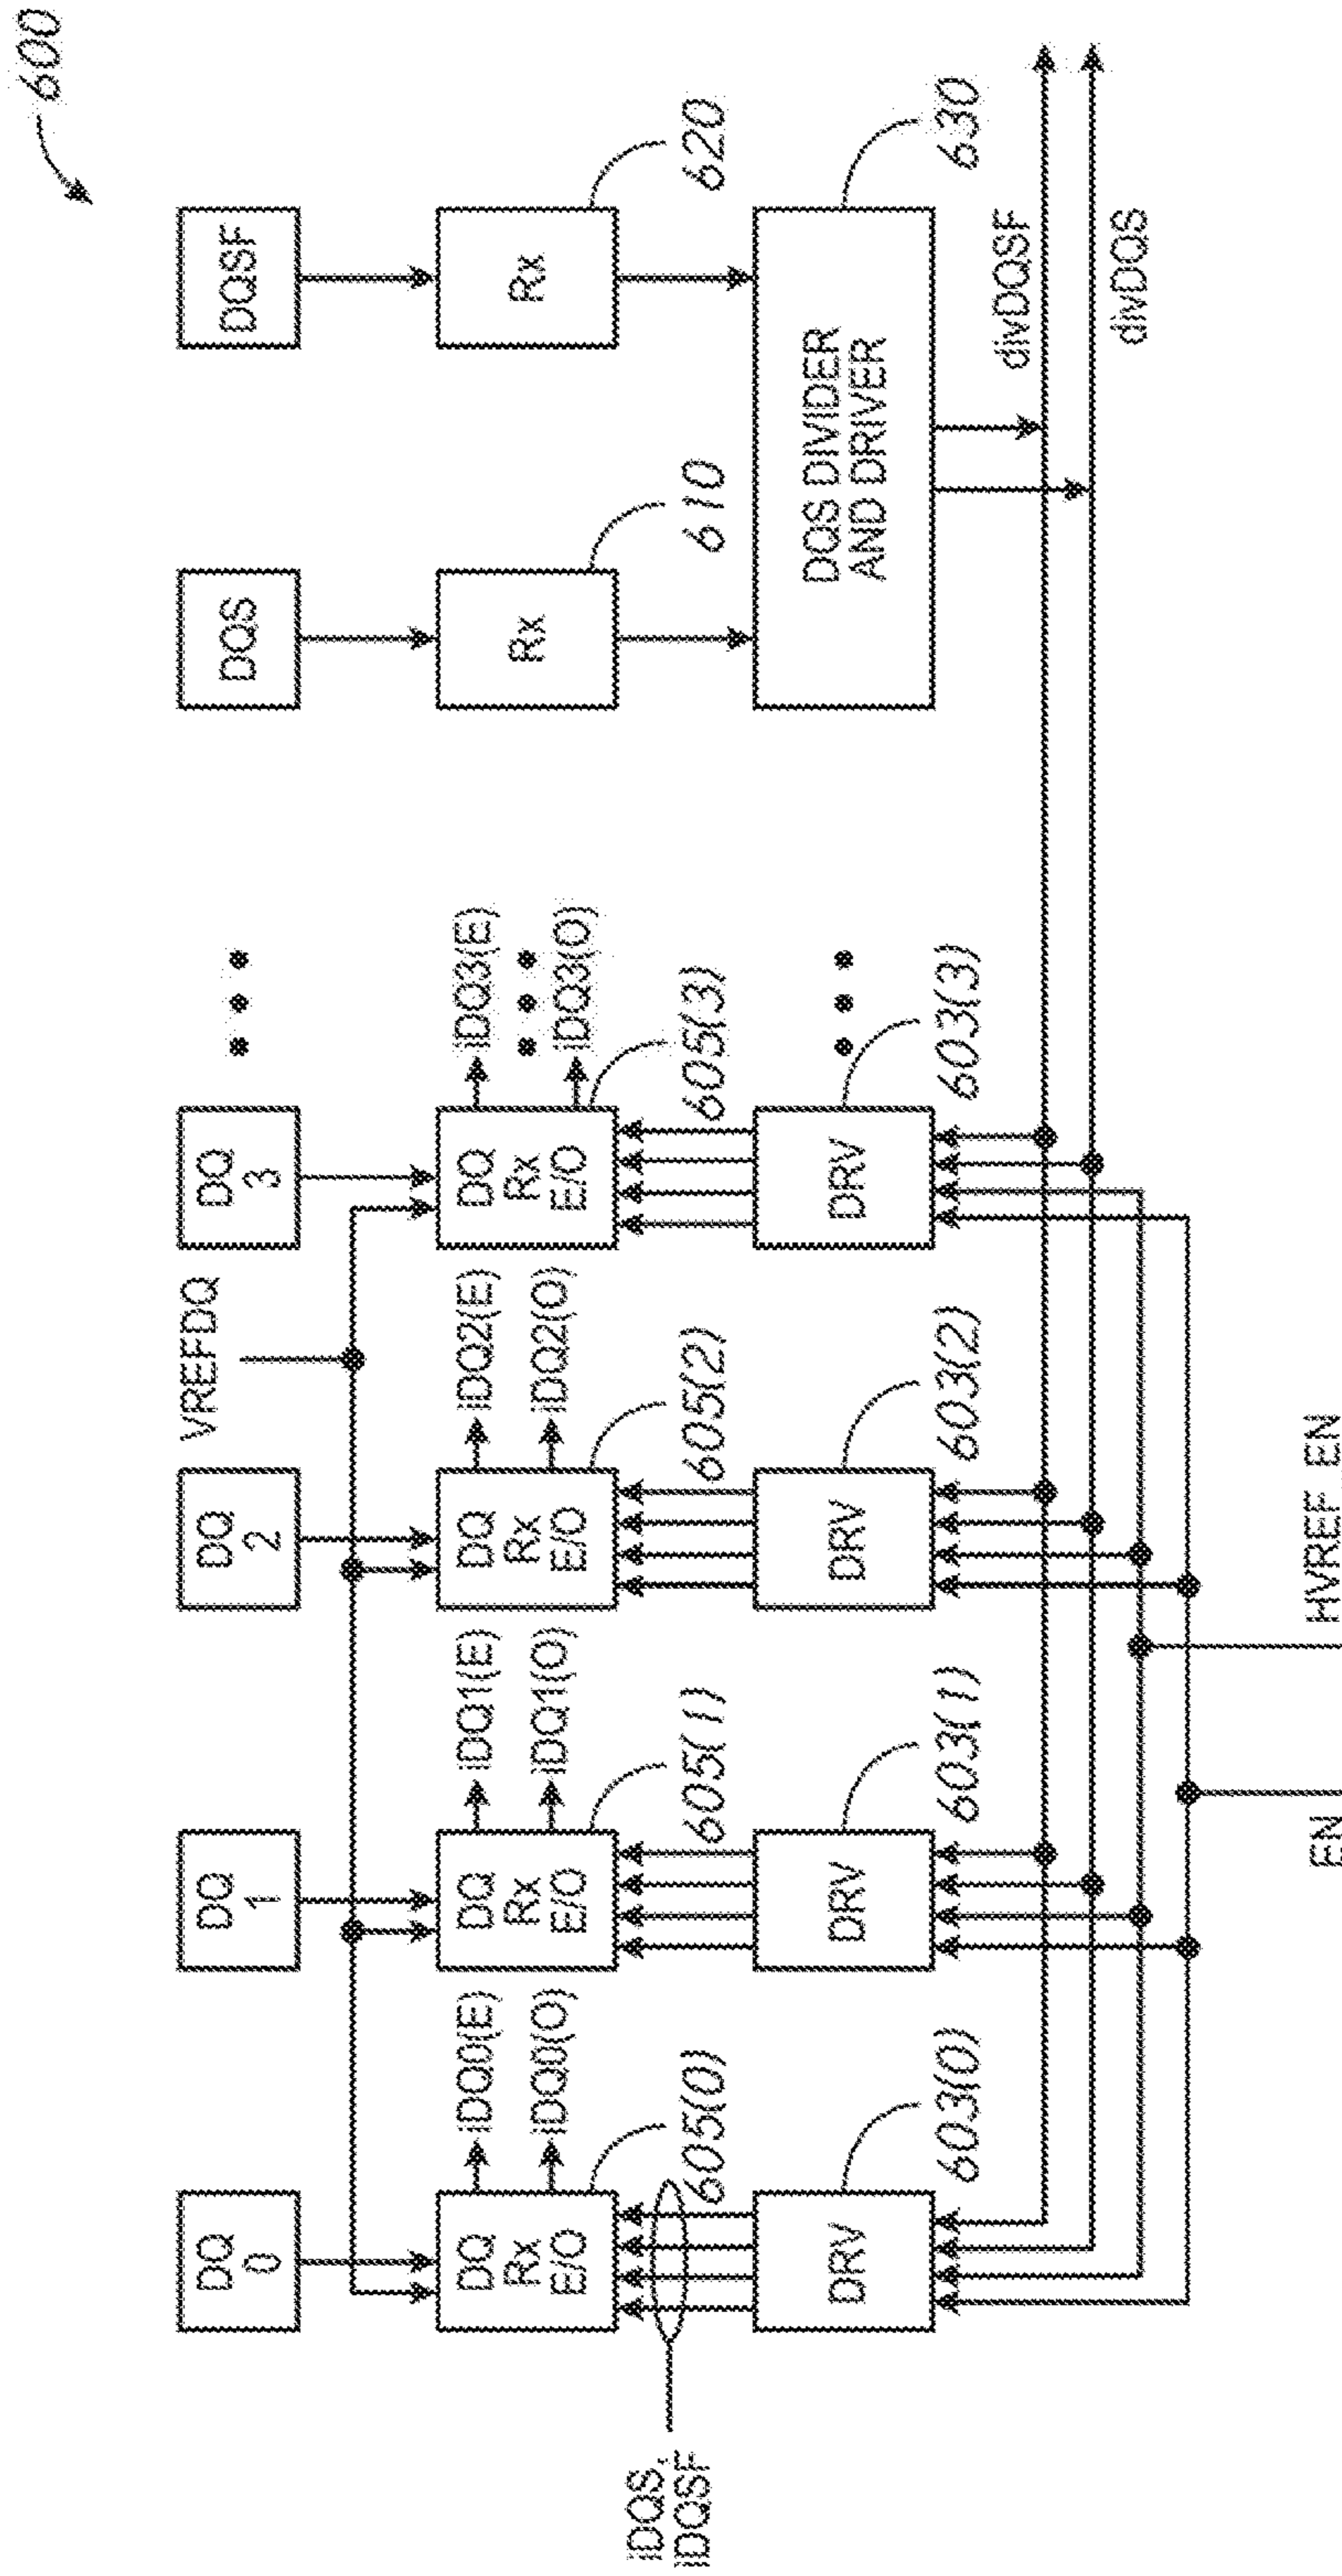 600
DQ
0
DQ
1
DQ
2
VREFDQ
DQ
3
DQS
DQSF
DQ
Rx
E/O
iDQ0(E)
iDQ0(O)
DQ
Rx
E/O
iDQ1(E)
iDQ1(O)
DQ
Rx
E/O
iDQ2(E)
iDQ2(O)
DQ
Rx
E/O
iDQ3(E)
iDQ3(O)
Rx
Rx
iDQS,
iDQSF
605(0)
605(1)
605(2)
605(3)
610
620
DRV
DRV
DRV
DRV
DQS DIVIDER
AND DRIVER
603(0)
603(1)
603(2)
603(3)
630
divDQSF
divDQS
EN
HVREF_EN